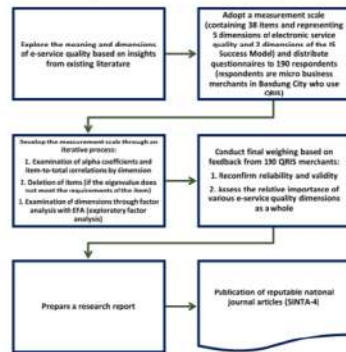 Explore the meaning and dimensions
of e-service quality based on insights
from existing literature
Adopt a measurement scale
(containing 38 items and representing
5 dimensions of electronic service
quality and 3 dimensions of the IS
Success Model) and distribute
questionnaires to 190 respondents
(respondents are micro business
merchants in Bandung City who use
QRIS)
Develop the measurement scale through an
iterative process:
1. Examination of alpha coefficients and
item-to-total correlations by dimension
2. Deletion of items (if the eigenvalue does
not meet the requirements of the item)
1. Examination of dimensions through factor
analysis with EFA (exploratory factor
analysis)
Conduct final weighing based on
feedback from 190 QRIS merchants:
1. Reconfirm reliability and validity
2. Assess the relative importance of
various e-service quality dimensions
as a whole
Prepare a research report
Publication of reputable national
journal articles (SINTA-4)